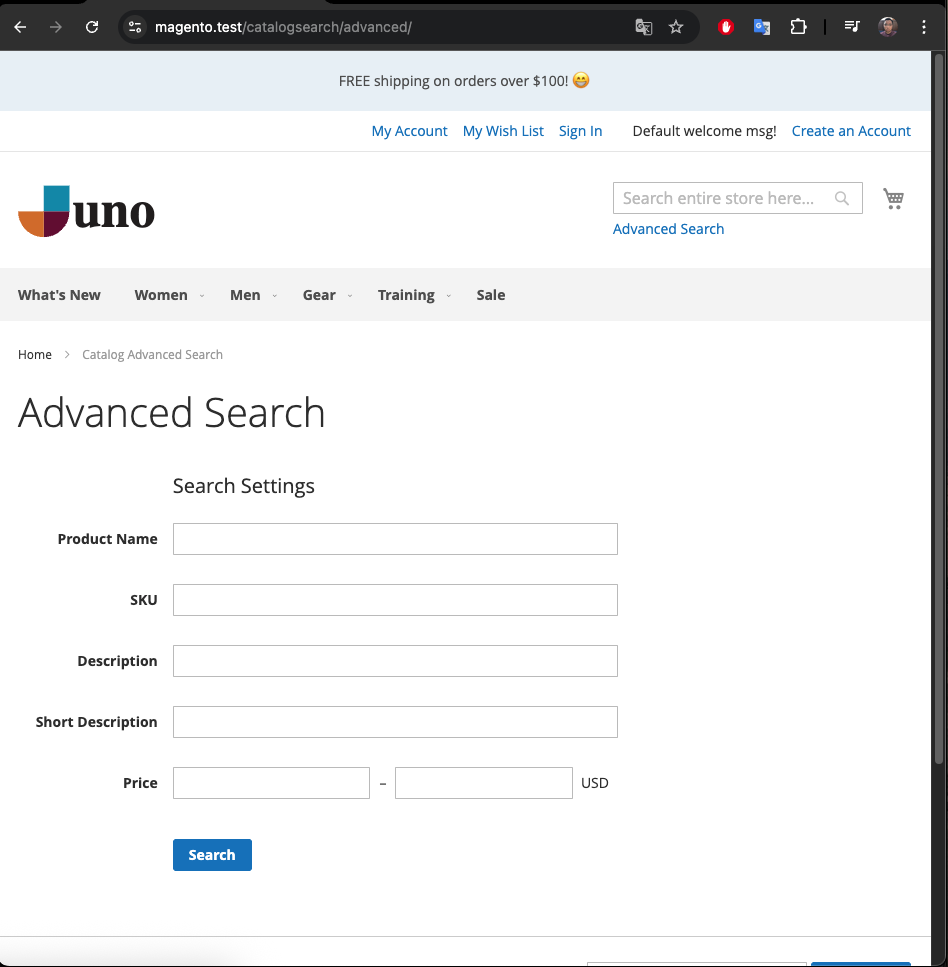 magento.test/catalogsearch/advanced/
FREE shipping on orders over $100! 😁
My Account My Wish List Sign In Default welcome msg! Create an Account
uno
Search entire store here...
Advanced Search
What's New Women Men Gear Training Sale
Home > Catalog Advanced Search
Advanced Search
Search Settings
Product Name
SKU
Description
Short Description
Price – USD
Search